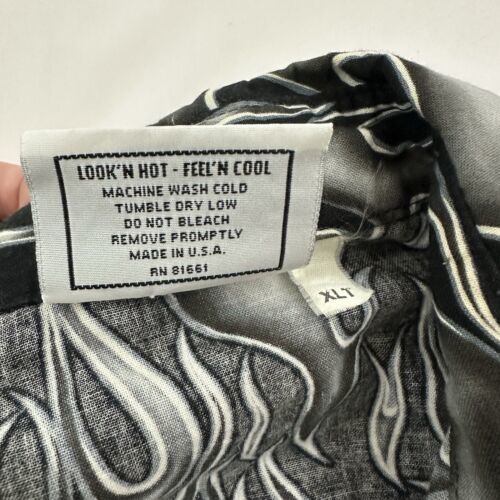 LOOK'N HOT - FEEL'N COOL
MACHINE WASH COLD
TUMBLE DRY LOW
DO NOT BLEACH
REMOVE PROMPTLY
MADE IN U.S.A.
RN 81661
XLT